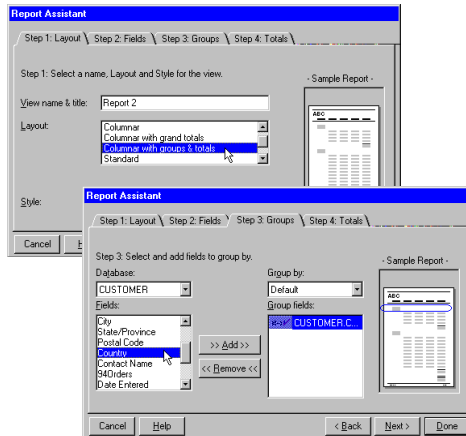 Report Assistant
Step 1: Layout Step 2: Fields Step 3: Groups Step 4: Totals
Step 1: Select a name, Layout and Style for the view.
- Sample Report -
View name & title: Report 2
ABC
Layout:
Columnar
Columnar with grand totals
Columnar with groups & totals
Standard
Style:
Cancel
Report Assistant
Step 1: Layout Step 2: Fields Step 3: Groups Step 4: Totals
Step 3: Select and add fields to group by.
- Sample Report -
Database: Group by:
CUSTOMER Default
ABC
Fields: Group fields:
City
State/Province
Postal Code
Country
Contact Name
94Orders
Date Entered
>> Add >>
<< Remove <<
CUSTOMER.C...
Cancel Help < Back Next > Done